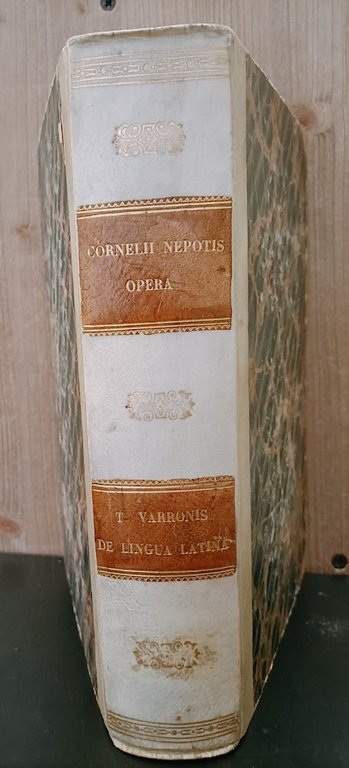 CORNELII NEPOTIS
OPERA
T. VARRONIS
DE LINGUA LATINA